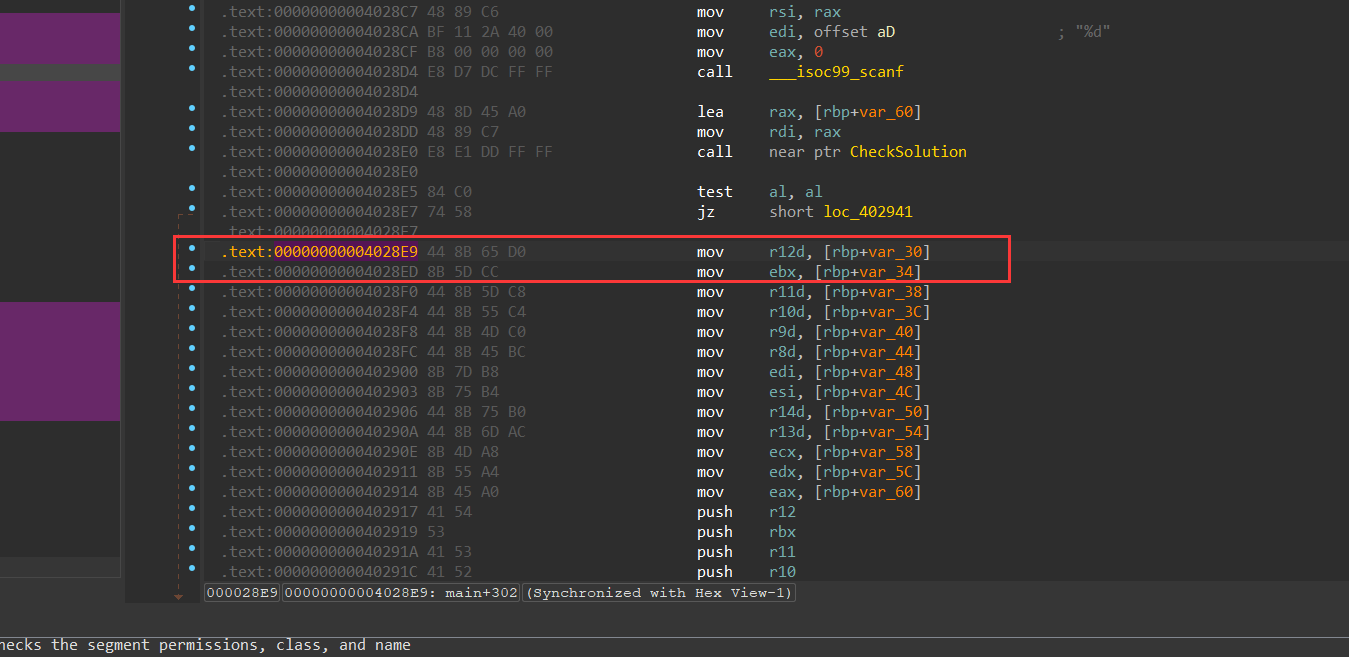 .text:00000000004028C7 48 89 C6 mov rsi, rax
.text:00000000004028CA BF 11 2A 40 00 mov edi, offset aD ; "%d"
.text:00000000004028CF B8 00 00 00 00 mov eax, 0
.text:00000000004028D4 E8 D7 DC FF FF call ___isoc99_scanf
.text:00000000004028D4
.text:00000000004028D9 48 8D 45 A0 lea rax, [rbp+var_60]
.text:00000000004028DD 48 89 C7 mov rdi, rax
.text:00000000004028E0 E8 E1 DD FF FF call near ptr CheckSolution
.text:00000000004028E0
.text:00000000004028E5 84 C0 test al, al
.text:00000000004028E7 74 58 jz short loc_402941
.text:00000000004028E7
.text:00000000004028E9 44 8B 65 D0 mov r12d, [rbp+var_30]
.text:00000000004028ED 8B 5D CC mov ebx, [rbp+var_34]
.text:00000000004028F0 44 8B 5D C8 mov r11d, [rbp+var_38]
.text:00000000004028F4 44 8B 55 C4 mov r10d, [rbp+var_3C]
.text:00000000004028F8 44 8B 4D C0 mov r9d, [rbp+var_40]
.text:00000000004028FC 44 8B 45 BC mov r8d, [rbp+var_44]
.text:0000000000402900 8B 7D B8 mov edi, [rbp+var_48]
.text:0000000000402903 8B 75 B4 mov esi, [rbp+var_4C]
.text:0000000000402906 44 8B 75 B0 mov r14d, [rbp+var_50]
.text:000000000040290A 44 8B 6D AC mov r13d, [rbp+var_54]
.text:000000000040290E 8B 4D A8 mov ecx, [rbp+var_58]
.text:0000000000402911 8B 55 A4 mov edx, [rbp+var_5C]
.text:0000000000402914 8B 45 A0 mov eax, [rbp+var_60]
.text:0000000000402917 41 54 push r12
.text:0000000000402919 53 push rbx
.text:000000000040291A 41 53 push r11
.text:000000000040291C 41 52 push r10
000028E9 00000000004028E9: main+302 (Synchronized with Hex View-1)
hecks the segment permissions, class, and name